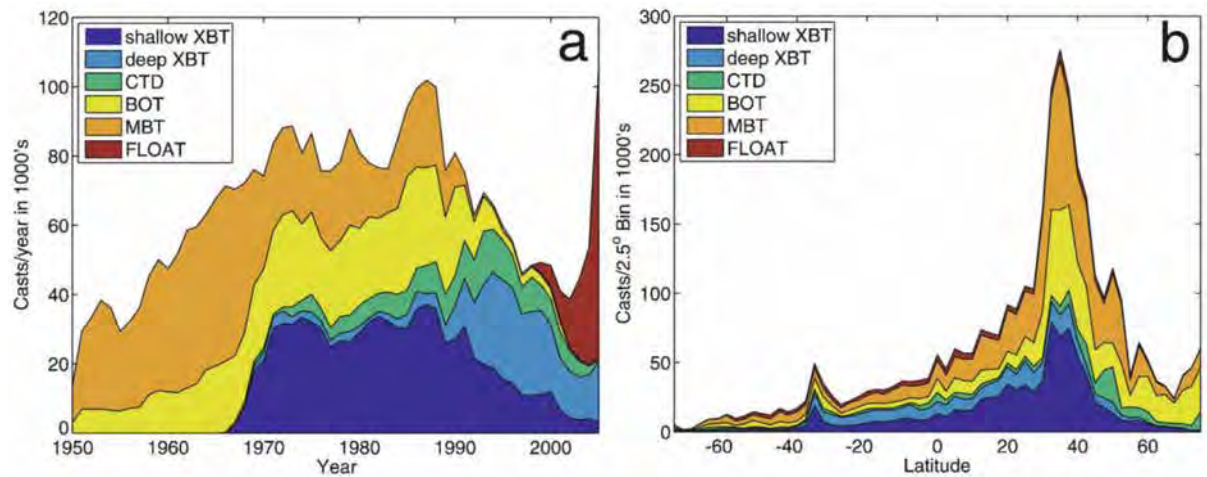 a
120
100
80
60
40
20
0
Casts/year in 1000's
shallow XBT
deep XBT
CTD
BOT
MBT
FLOAT
1950 1960 1970 1980 1990 2000
Year
b
300
250
200
150
100
50
0
Casts/2.5° Bin in 1000's
shallow XBT
deep XBT
CTD
BOT
MBT
FLOAT
-60 -40 -20 0 20 40 60
Latitude